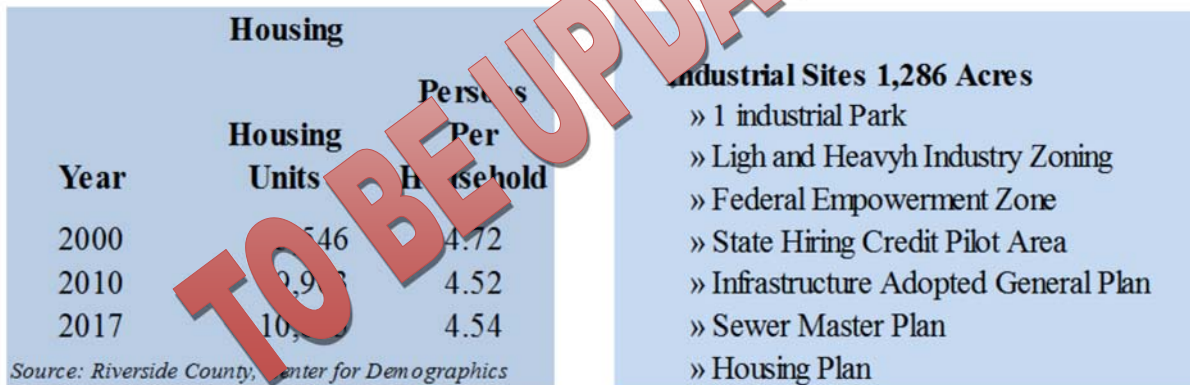 Housing
Persons
Housing Per
Year Units Household
2000 4.72
2010 4.52
2017 4.54
Source: Riverside County, Center for Demographics
Industrial Sites 1,286 Acres
» 1 industrial Park
» Ligh and Heavyh Industry Zoning
» Federal Empowerment Zone
» State Hiring Credit Pilot Area
» Infrastructure Adopted General Plan
» Sewer Master Plan
» Housing Plan
TO BE